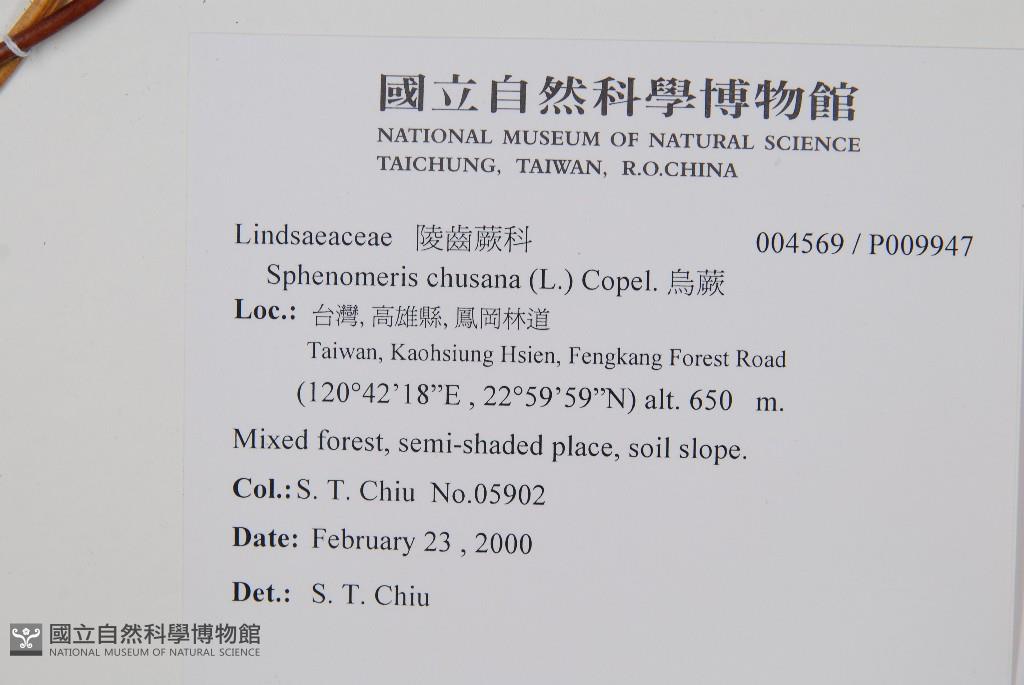 國立自然科學博物館
NATIONAL MUSEUM OF NATURAL SCIENCE
TAICHUNG, TAIWAN, R.O.CHINA
Lindsaeaceae 陵齒蕨科 004569 / P009947
Sphenomeris chusana (L.) Copel. 烏蕨
Loc.: 台灣, 高雄縣, 鳳岡林道
Taiwan, Kaohsiung Hsien, Fengkang Forest Road
(120°42’18”E , 22°59’59”N) alt. 650 m.
Mixed forest, semi-shaded place, soil slope.
Col.: S. T. Chiu No.05902
Date: February 23 , 2000
Det.: S. T. Chiu
國立自然科學博物館
NATIONAL MUSEUM OF NATURAL SCIENCE